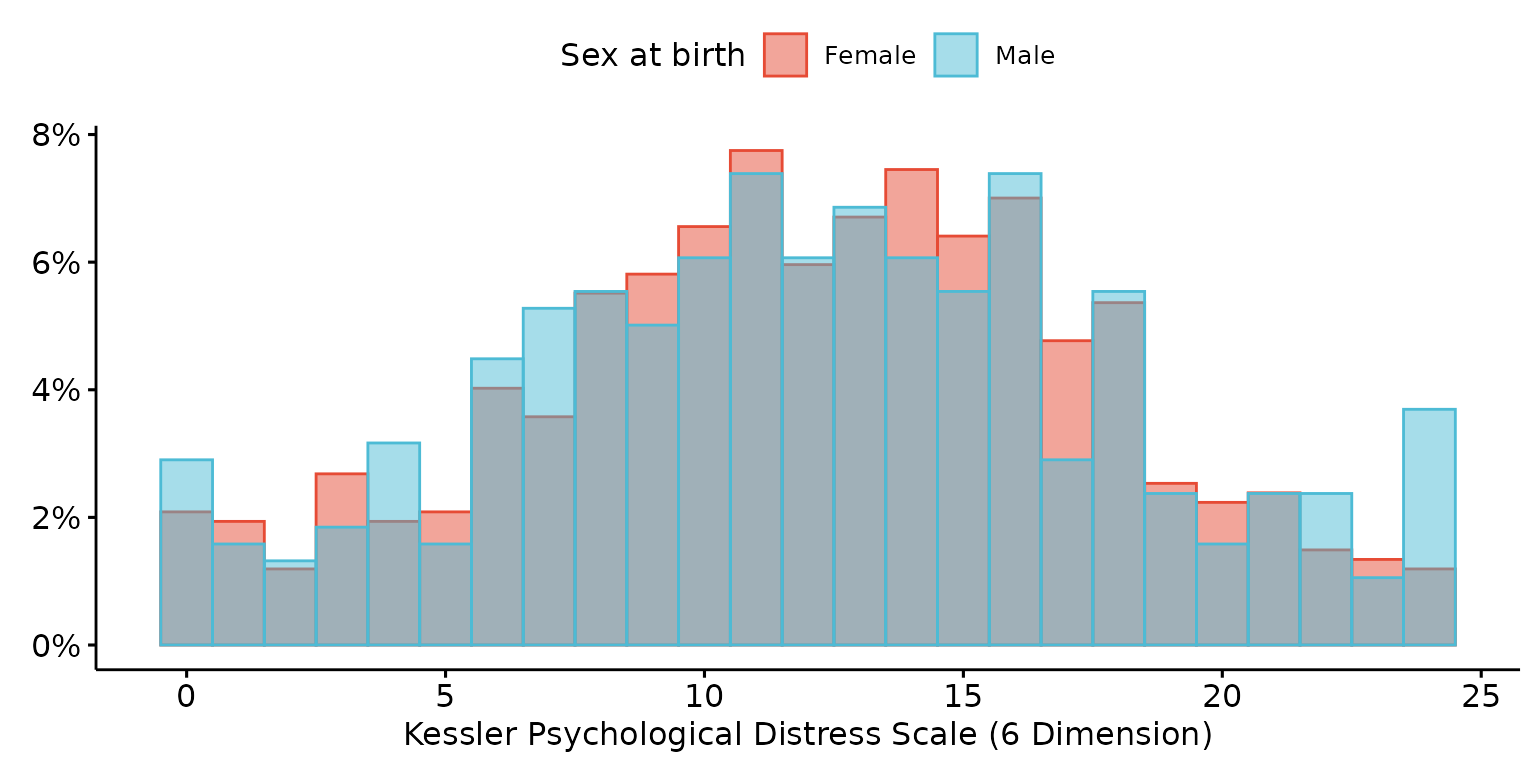 Sex at birth Female Male
8%
6%
4%
2%
0%
0 5 10 15 20 25
Kessler Psychological Distress Scale (6 Dimension)